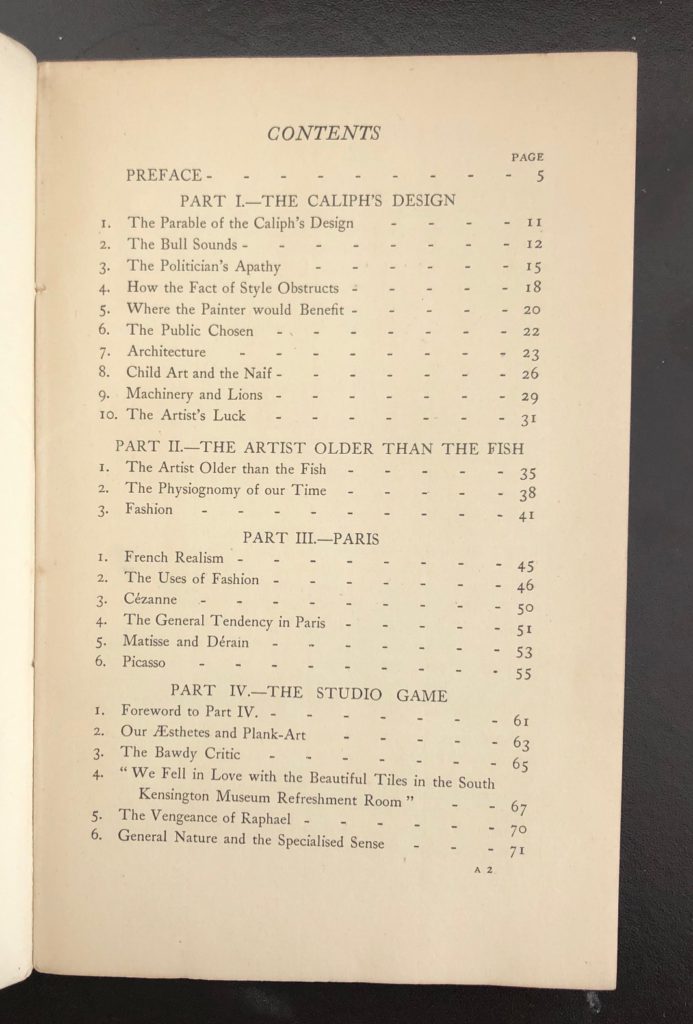 CONTENTS
PAGE
PREFACE - - - - - - - - - 5
PART I.—THE CALIPH'S DESIGN
1. The Parable of the Caliph's Design - - - - 11
2. The Bull Sounds - - - - - - - - 12
3. The Politician's Apathy - - - - - - 15
4. How the Fact of Style Obstructs - - - - - 18
5. Where the Painter would Benefit - - - - - 20
6. The Public Chosen - - - - - - - 22
7. Architecture - - - - - - - - 23
8. Child Art and the Naif - - - - - - - 26
9. Machinery and Lions - - - - - - - 29
10. The Artist's Luck - - - - - - - 31
PART II.—THE ARTIST OLDER THAN THE FISH
1. The Artist Older than the Fish - - - - - 35
2. The Physiognomy of our Time - - - - - 38
3. Fashion - - - - - - - - - 41
PART III.—PARIS
1. French Realism - - - - - - - - 45
2. The Uses of Fashion - - - - - - - 46
3. Cézanne - - - - - - - - - 50
4. The General Tendency in Paris - - - - - 51
5. Matisse and Dérain - - - - - - - 53
6. Picasso - - - - - - - - - 55
PART IV.—THE STUDIO GAME
1. Foreword to Part IV. - - - - - - - 61
2. Our Æsthetes and Plank-Art - - - - - 63
3. The Bawdy Critic - - - - - - - 65
4. “ We Fell in Love with the Beautiful Tiles in the South
Kensington Museum Refreshment Room ” - - - 67
5. The Vengeance of Raphael - - - - - - 70
6. General Nature and the Specialised Sense - - - 71
A 2